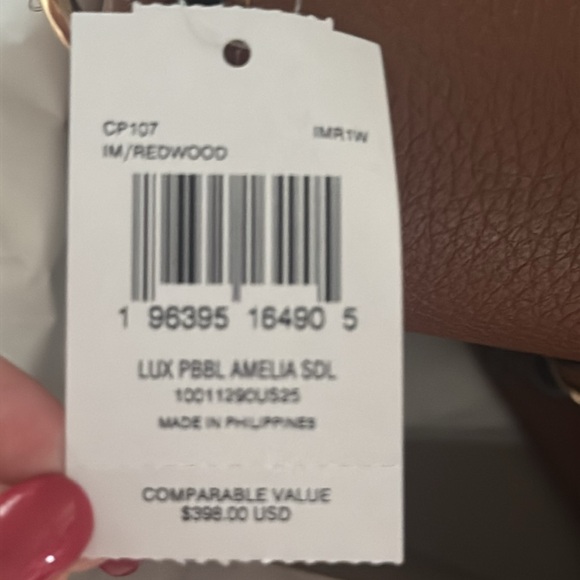 CP107 IMR1W
IM/REDWOOD
1 96395 16490 5
LUX PBBL AMELIA SDL
10011290US25
MADE IN PHILIPPINES
COMPARABLE VALUE
$398.00 USD